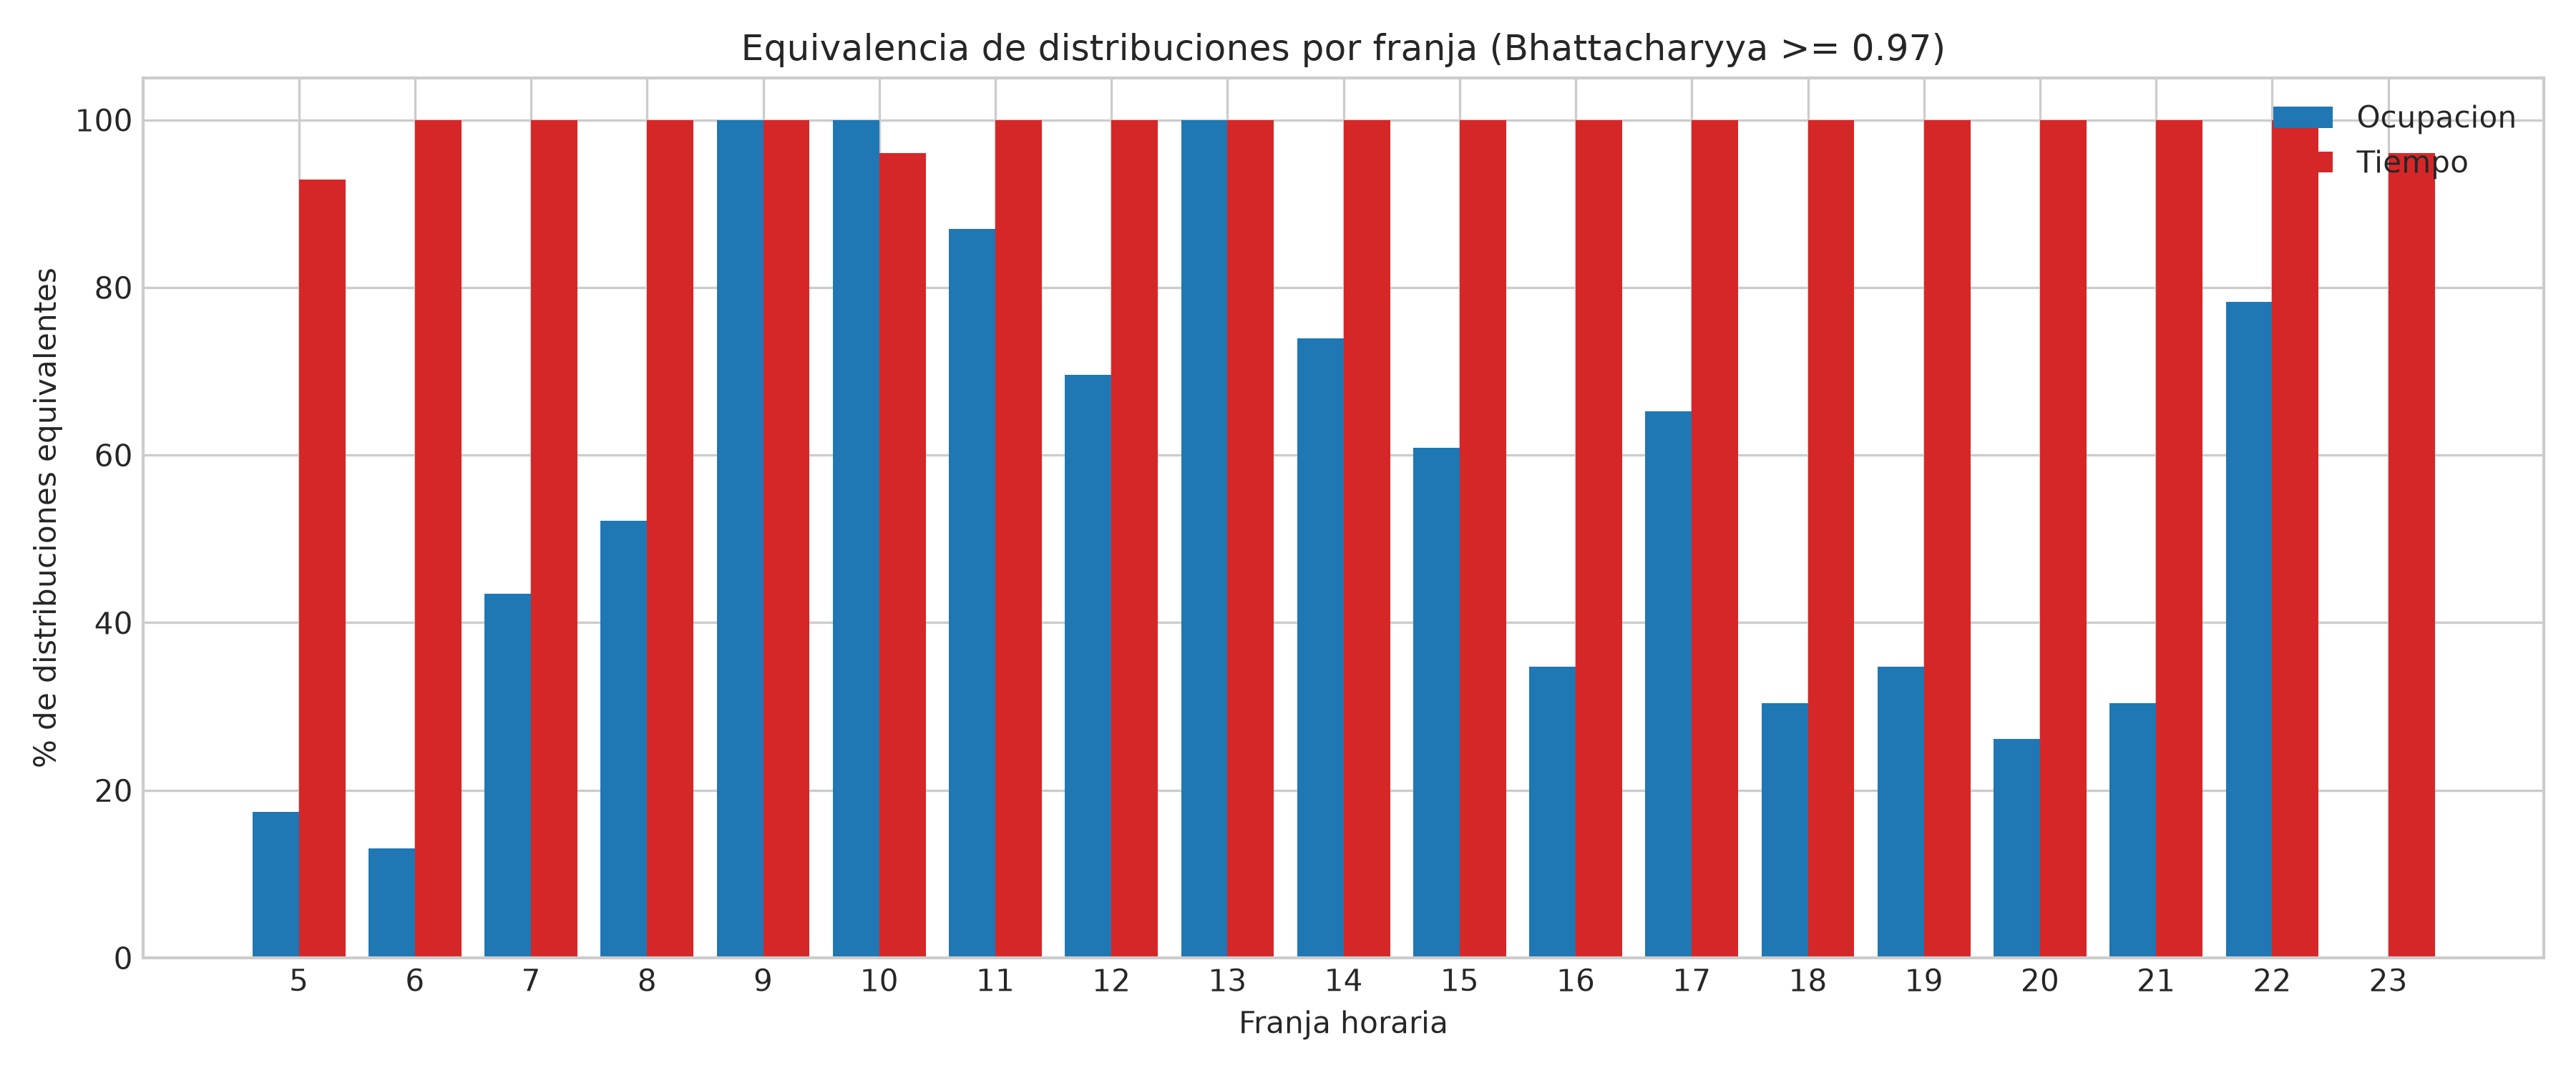 Equivalencia de distribuciones por franja (Bhattacharyya >= 0.97)
Ocupacion
Tiempo
% de distribuciones equivalentes
100
80
60
40
20
0
5 6 7 8 9 10 11 12 13 14 15 16 17 18 19 20 21 22 23
Franja horaria